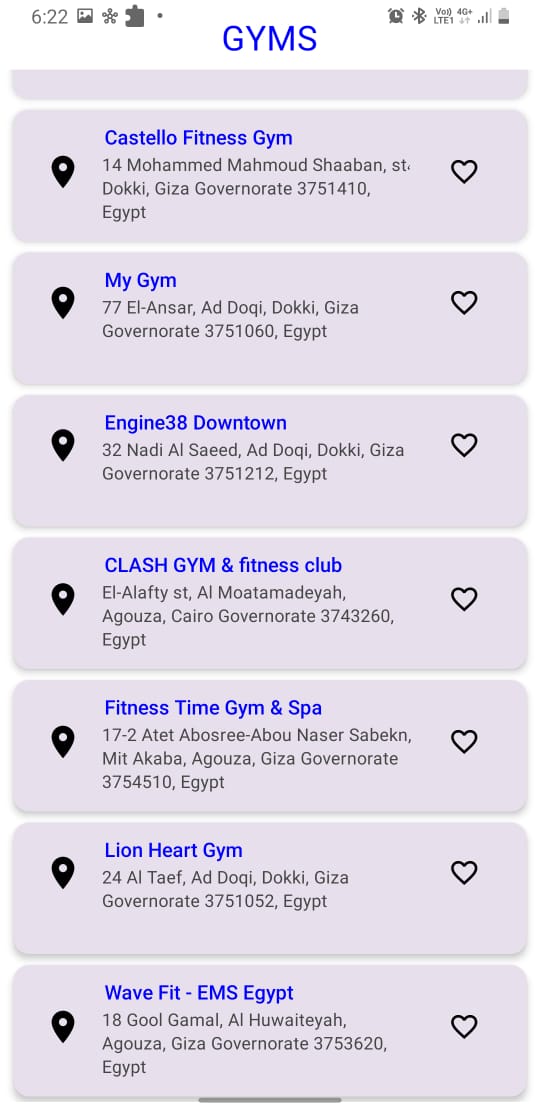 6:22
Vo)) 4G+
LTE1
GYMS
Castello Fitness Gym
14 Mohammed Mahmoud Shaaban, st.
Dokki, Giza Governorate 3751410,
Egypt
My Gym
77 El-Ansar, Ad Doqi, Dokki, Giza
Governorate 3751060, Egypt
Engine38 Downtown
32 Nadi Al Saeed, Ad Doqi, Dokki, Giza
Governorate 3751212, Egypt
CLASH GYM & fitness club
El-Alafty st, Al Moatamadeyah,
Agouza, Cairo Governorate 3743260,
Egypt
Fitness Time Gym & Spa
17-2 Atet Abosree-Abou Naser Sabekn,
Mit Akaba, Agouza, Giza Governorate
3754510, Egypt
Lion Heart Gym
24 Al Taef, Ad Doqi, Dokki, Giza
Governorate 3751052, Egypt
Wave Fit - EMS Egypt
18 Gool Gamal, Al Huwaiteyah,
Agouza, Giza Governorate 3753620,
Egypt